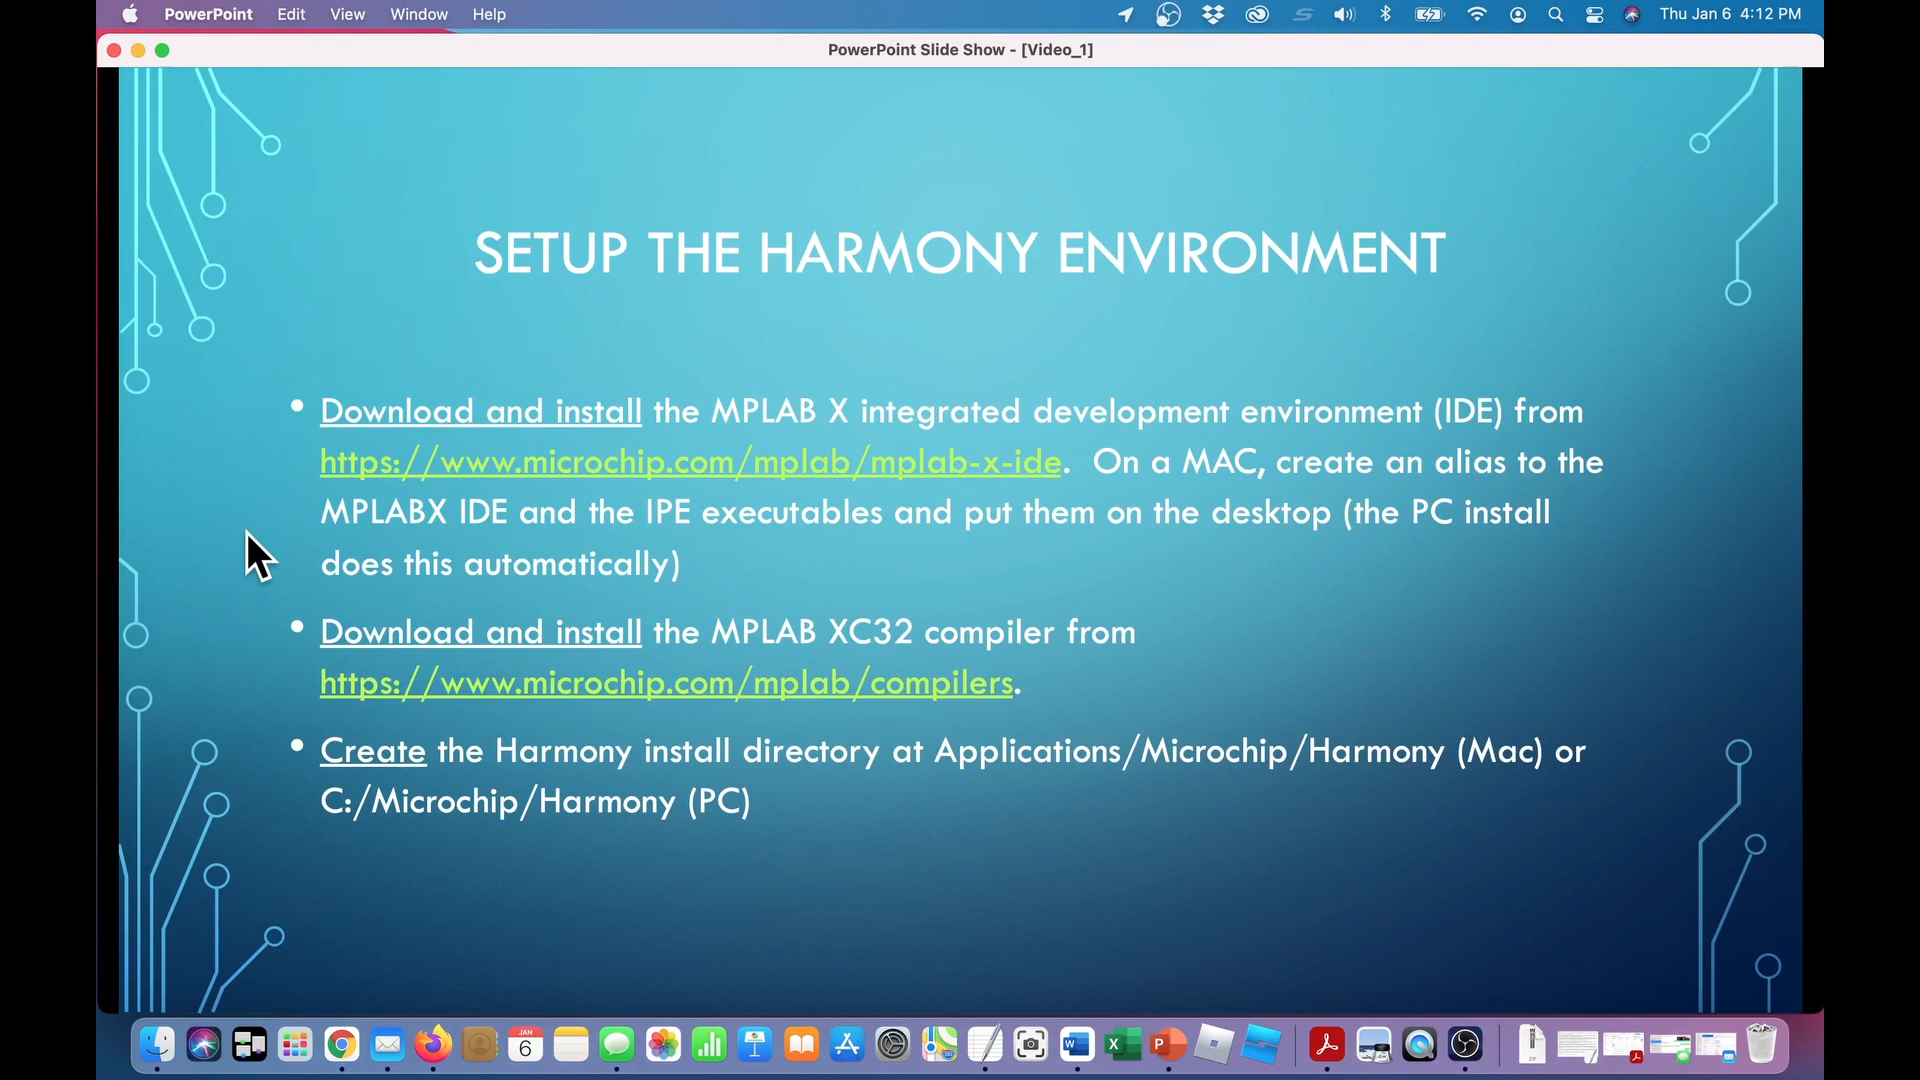 PowerPoint Edit View Window Help Thu Jan 6 4:12 PM
PowerPoint Slide Show - [Video_1]
SETUP THE HARMONY ENVIRONMENT
• Download and install the MPLAB X integrated development environment (IDE) from
https://www.microchip.com/mplab/mplab-x-ide. On a MAC, create an alias to the
MPLABX IDE and the IPE executables and put them on the desktop (the PC install
does this automatically)
• Download and install the MPLAB XC32 compiler from
https://www.microchip.com/mplab/compilers.
• Create the Harmony install directory at Applications/Microchip/Harmony (Mac) or
C:/Microchip/Harmony (PC)
JAN
6
W
X
P
ZIP